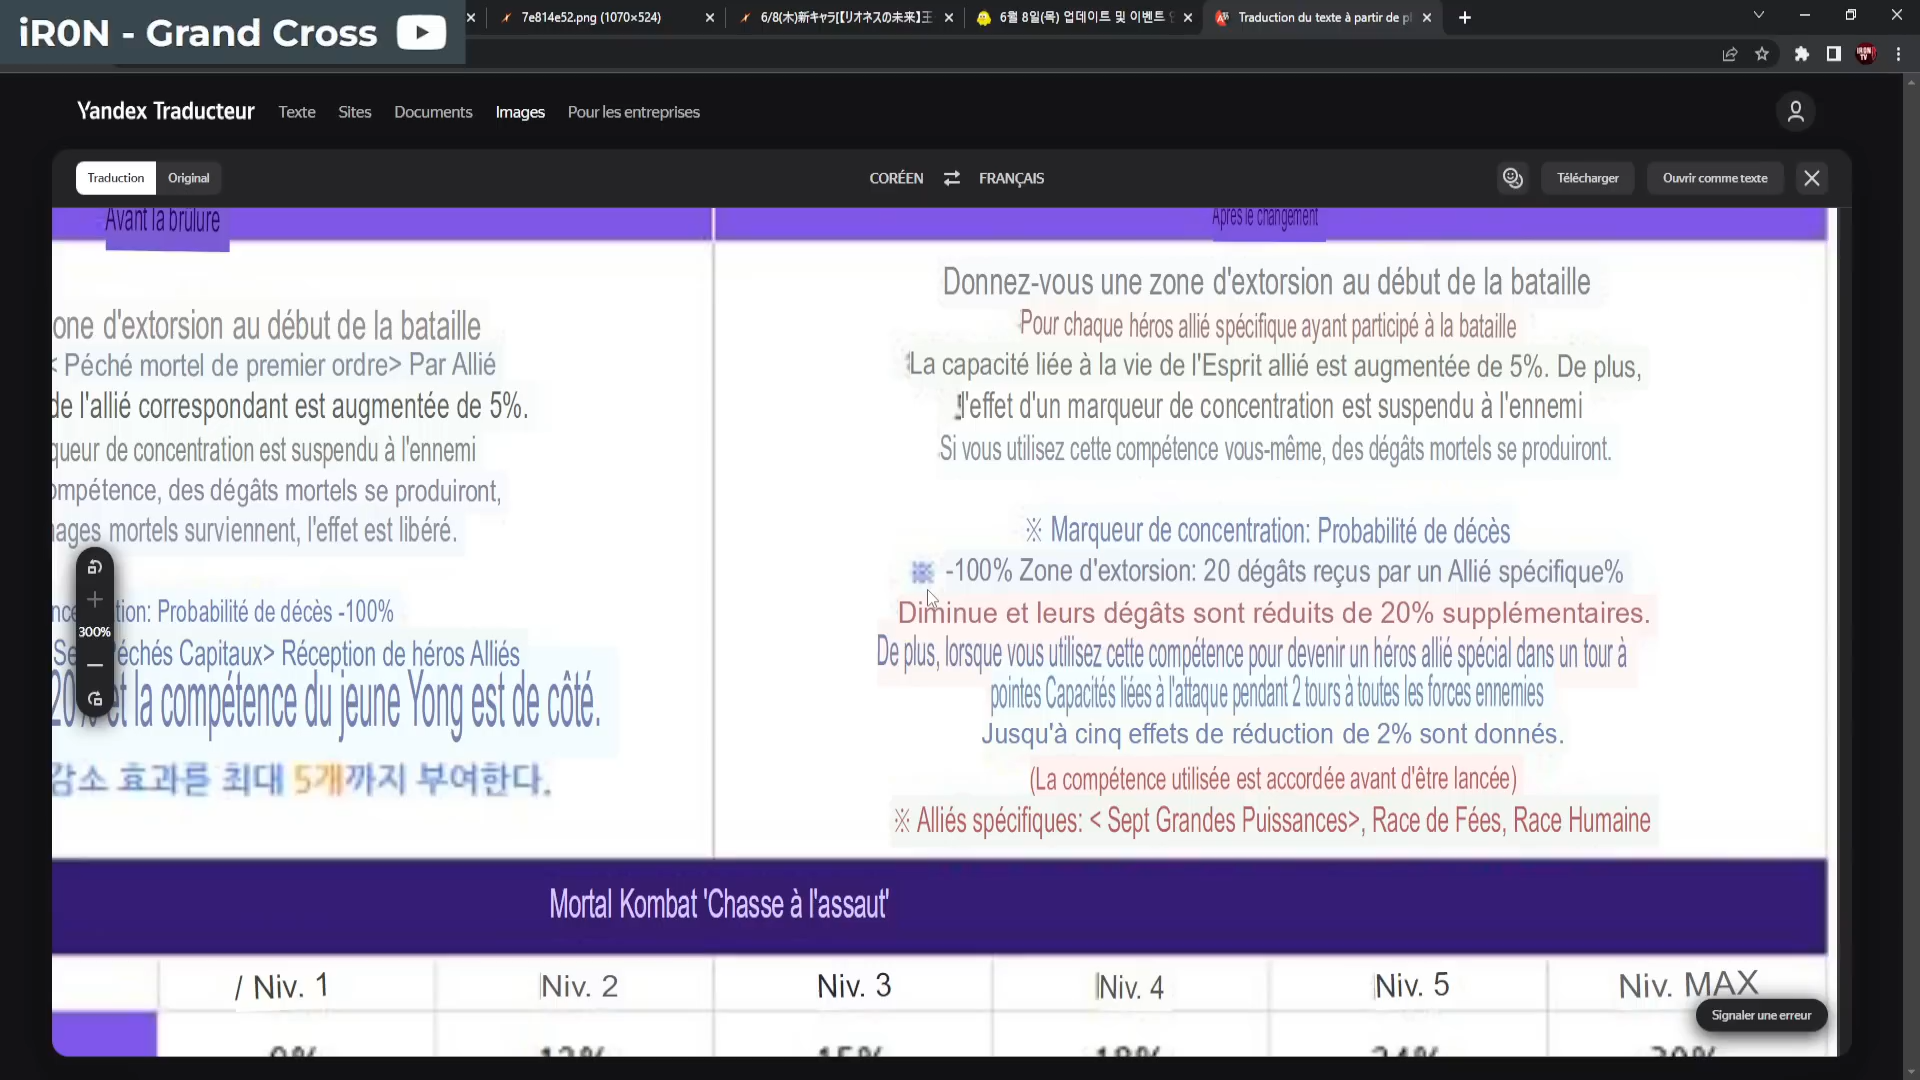 iR0N - Grand Cross
7e814e52.png (1070×524)
6/8(木)新キャラ[【リオネスの未来】王
6월 8일(목) 업데이트 및 이벤트
Traduction du texte à partir de pl
Yandex Traducteur
Texte
Sites
Documents
Images
Pour les entreprises
Traduction
Original
CORÉEN
FRANÇAIS
Télécharger
Ouvrir comme texte
Avant la brûlure
Après le changement
one d'extorsion au début de la bataille
< Péché mortel de premier ordre> Par Allié
de l'allié correspondant est augmentée de 5%.
queur de concentration est suspendu à l'ennemi
ompétence, des dégâts mortels se produiront,
mages mortels surviennent, l'effet est libéré.
tion: Probabilité de décès -100%
échés Capitaux> Réception de héros Alliés
20% et la compétence du jeune Yong est de côté.
감소 효과를 최대 5개까지 부여한다.
300%
Donnez-vous une zone d'extorsion au début de la bataille
Pour chaque héros allié spécifique ayant participé à la bataille
La capacité liée à la vie de l'Esprit allié est augmentée de 5%. De plus,
l'effet d'un marqueur de concentration est suspendu à l'ennemi
Si vous utilisez cette compétence vous-même, des dégâts mortels se produiront.
※ Marqueur de concentration: Probabilité de décès
-100% Zone d'extorsion: 20 dégâts reçus par un Allié spécifique%
Diminue et leurs dégâts sont réduits de 20% supplémentaires.
De plus, lorsque vous utilisez cette compétence pour devenir un héros allié spécial dans un tour à
pointes Capacités liées à l'attaque pendant 2 tours à toutes les forces ennemies
Jusqu'à cinq effets de réduction de 2% sont donnés.
(La compétence utilisée est accordée avant d'être lancée)
※ Alliés spécifiques: < Sept Grandes Puissances>, Race de Fées, Race Humaine
Mortal Kombat 'Chasse à l'assaut'
/ Niv. 1
Niv. 2
Niv. 3
Niv. 4
Niv. 5
Niv. MAX
Signaler une erreur